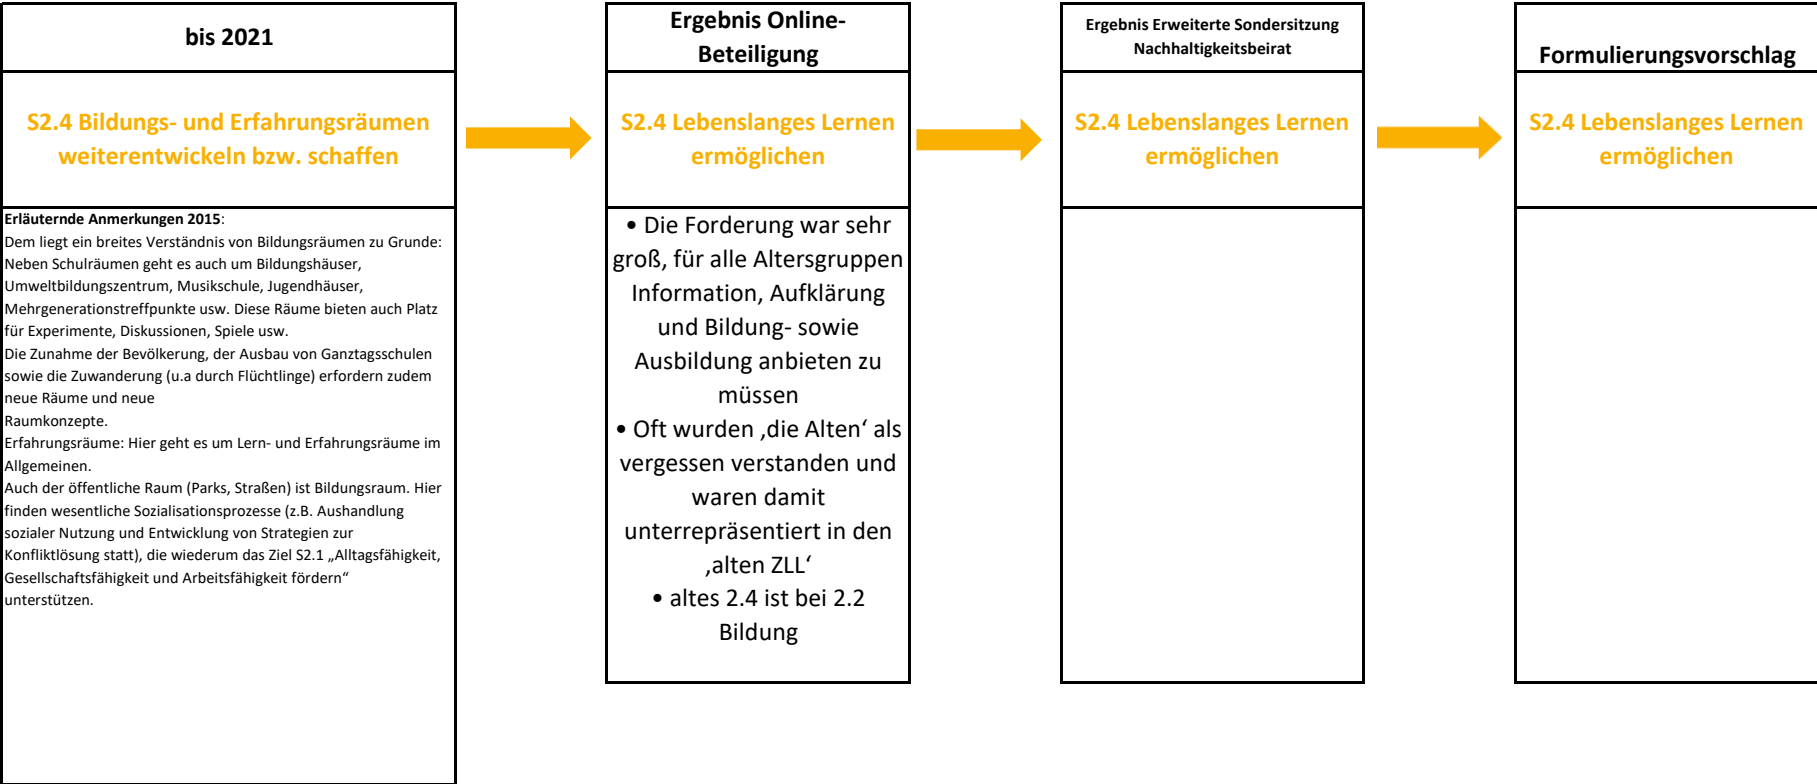 bis 2021
S2.4 Bildungs- und Erfahrungsräumen
weiterentwickeln bzw. schaffen
Erläuternde Anmerkungen 2015:
Dem liegt ein breites Verständnis von Bildungsräumen zu Grunde:
Neben Schulräumen geht es auch um Bildungshäuser,
Umweltbildungszentrum, Musikschule, Jugendhäuser,
Mehrgenerationstreffpunkte usw. Diese Räume bieten auch Platz
für Experimente, Diskussionen, Spiele usw.
Die Zunahme der Bevölkerung, der Ausbau von Ganztagsschulen
sowie die Zuwanderung (u.a durch Flüchtlinge) erfordern zudem
neue Räume und neue
Raumkonzepte.
Erfahrungsräume: Hier geht es um Lern- und Erfahrungsräume im
Allgemeinen.
Auch der öffentliche Raum (Parks, Straßen) ist Bildungsraum. Hier
finden wesentliche Sozialisationsprozesse (z.B. Aushandlung
sozialer Nutzung und Entwicklung von Strategien zur
Konfliktlösung statt), die wiederum das Ziel S2.1 „Alltagsfähigkeit,
Gesellschaftsfähigkeit und Arbeitsfähigkeit fördern“
unterstützen.
Ergebnis Online-
Beteiligung
S2.4 Lebenslanges Lernen
ermöglichen
• Die Forderung war sehr
groß, für alle Altersgruppen
Information, Aufklärung
und Bildung- sowie
Ausbildung anbieten zu
müssen
• Oft wurden ‚die Alten‘ als
vergessen verstanden und
waren damit
unterrepräsentiert in den
‚alten ZLL‘
• altes 2.4 ist bei 2.2
Bildung
Ergebnis Erweiterte Sondersitzung
Nachhaltigkeitsbeirat
S2.4 Lebenslanges Lernen
ermöglichen
Formulierungsvorschlag
S2.4 Lebenslanges Lernen
ermöglichen